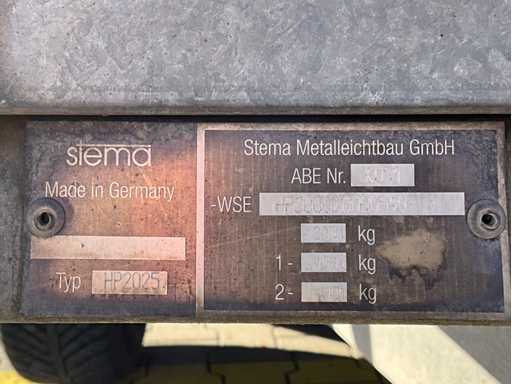 stema
Made in Germany
Typ HP2025
Stema Metalleichtbau GmbH
ABE Nr.
-WSE
kg
1- kg
2- kg